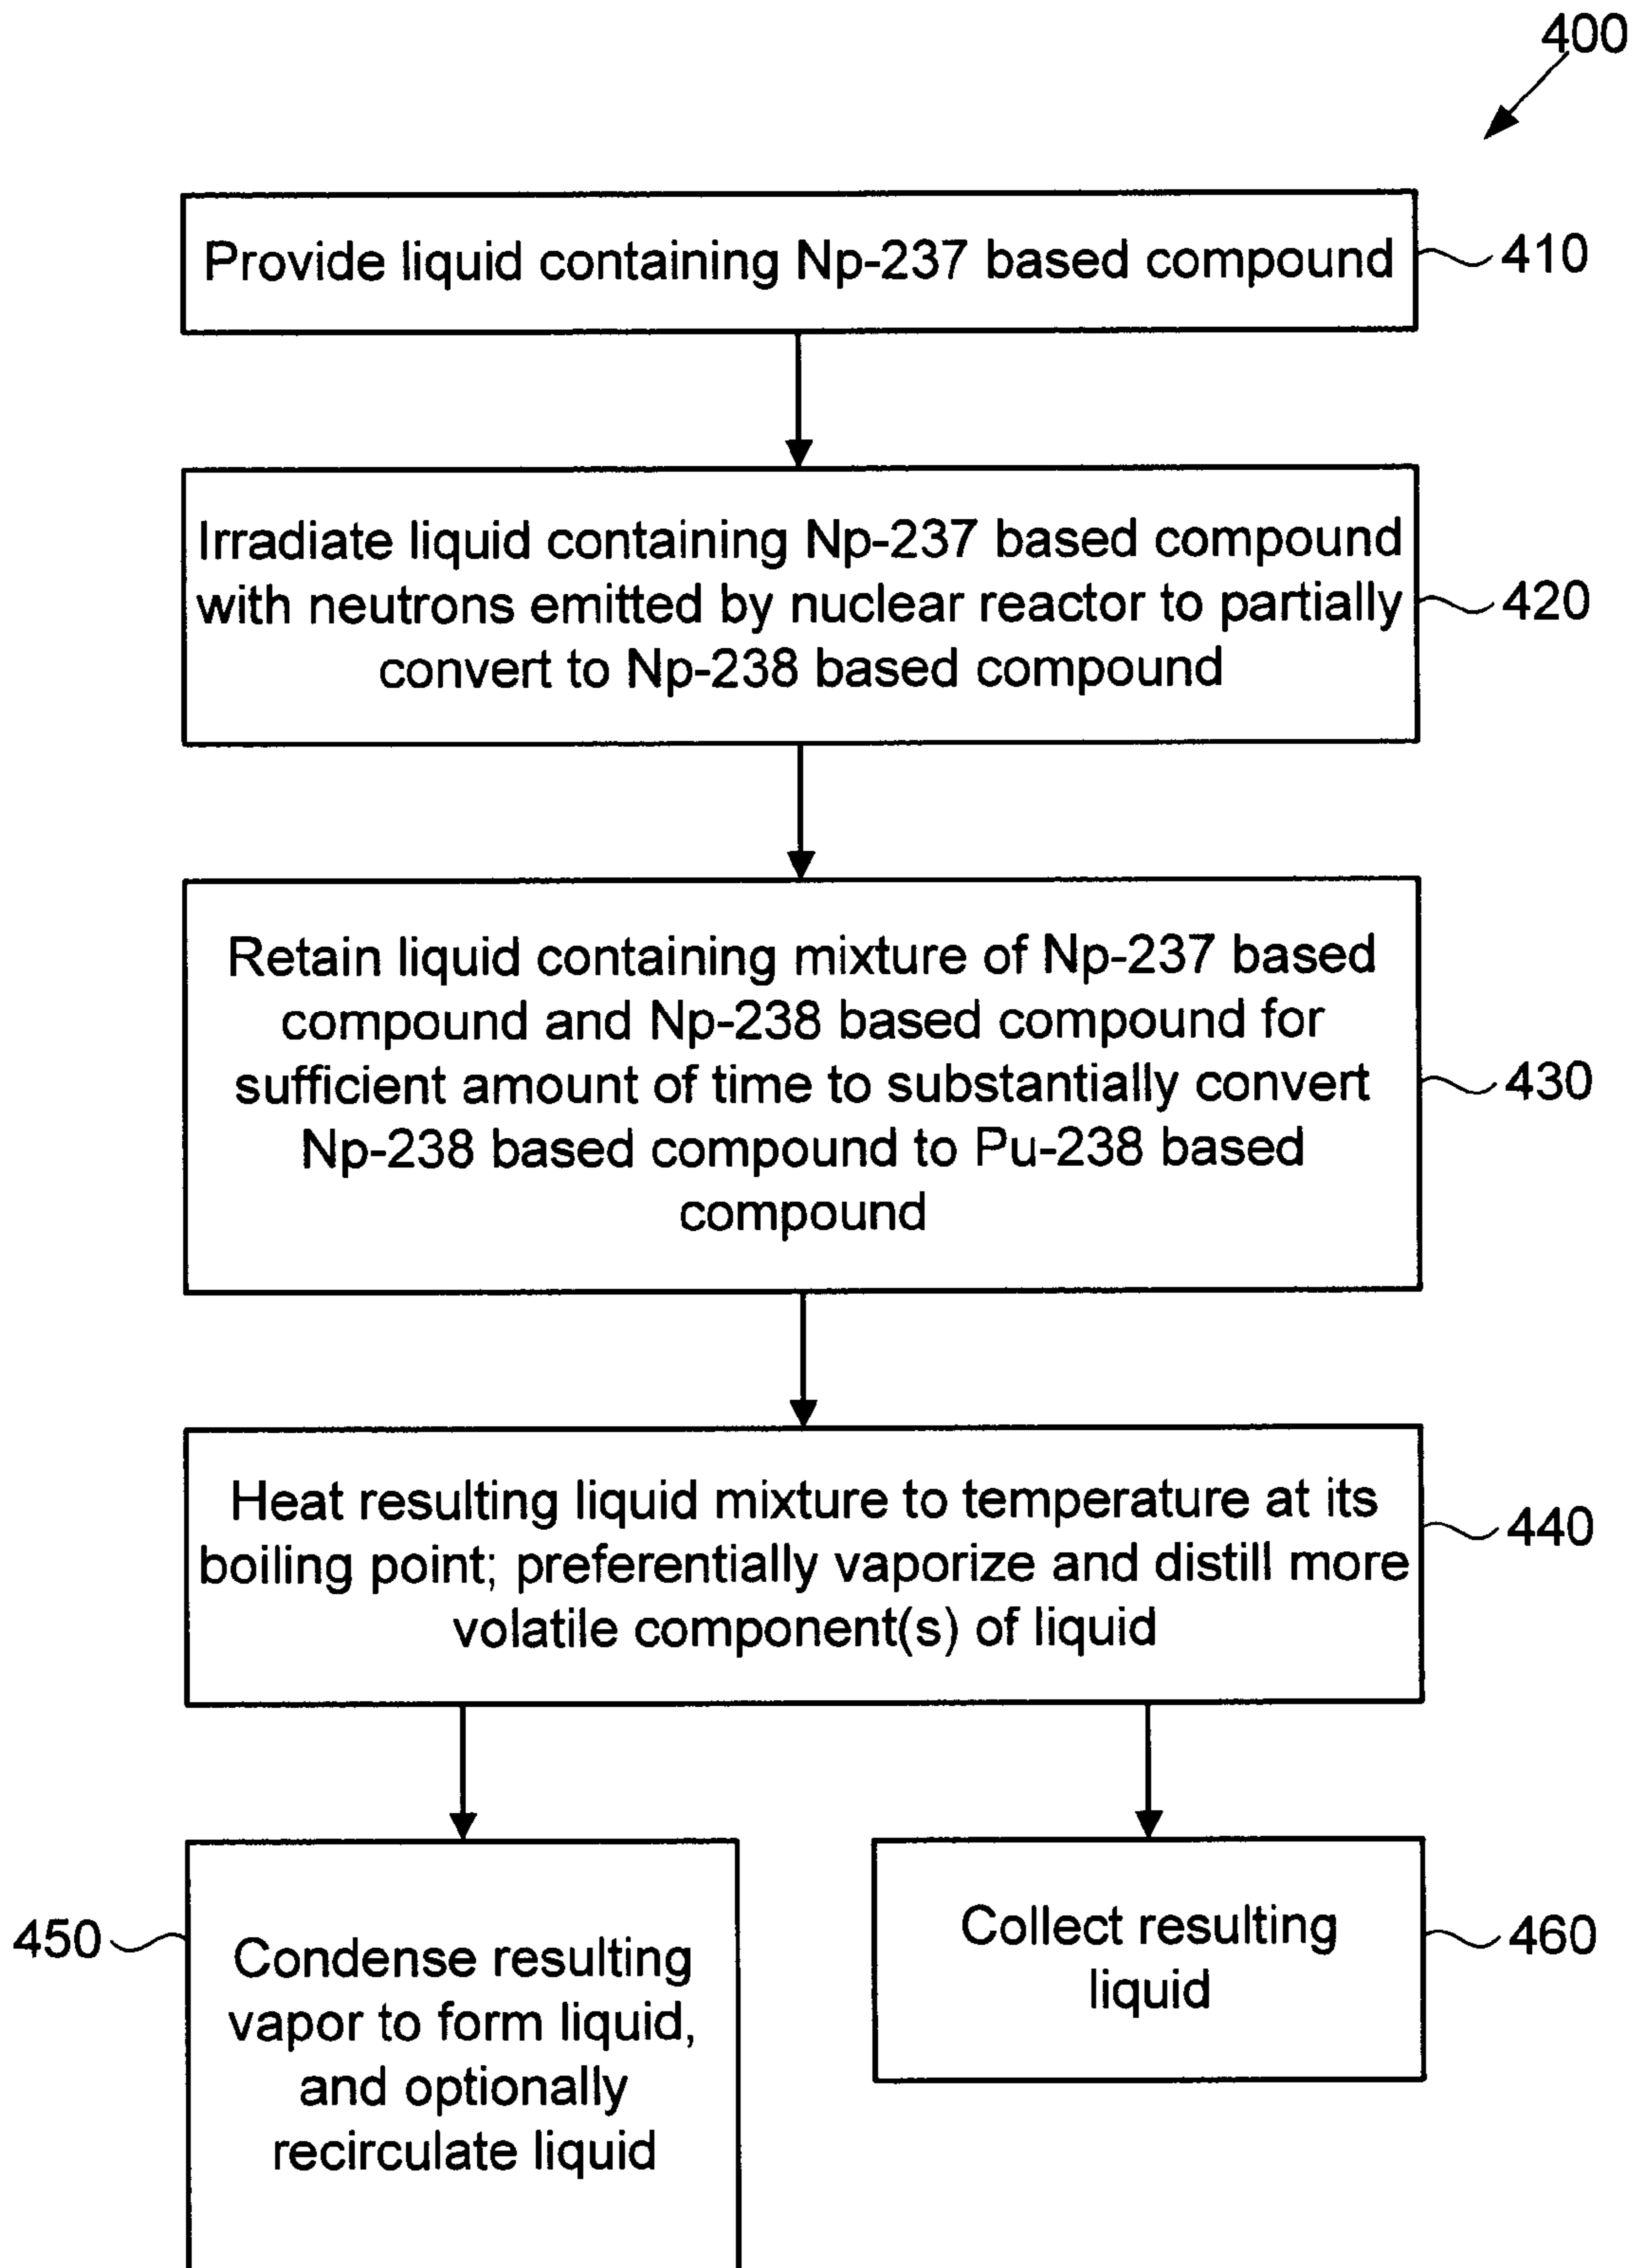 400
Provide liquid containing Np-237 based compound
410
Irradiate liquid containing Np-237 based compound
with neutrons emitted by nuclear reactor to partially
convert to Np-238 based compound
420
Retain liquid containing mixture of Np-237 based
compound and Np-238 based compound for
sufficient amount of time to substantially convert
Np-238 based compound to Pu-238 based
compound
430
Heat resulting liquid mixture to temperature at its
boiling point; preferentially vaporize and distill more
volatile component(s) of liquid
440
450
Condense resulting
vapor to form liquid,
and optionally
recirculate liquid
Collect resulting
liquid
460